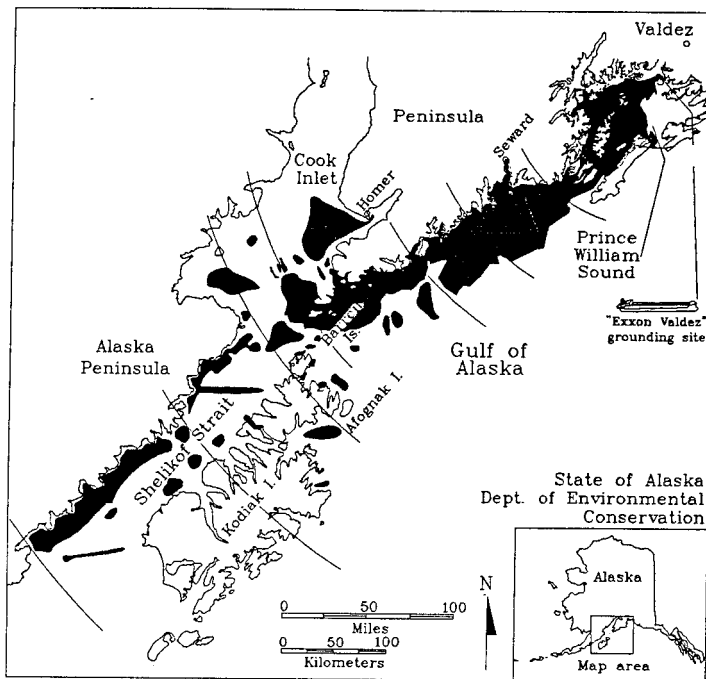 Valdez
Peninsula
Seward
Cook
Inlet
Homer
Prince
William
Sound
"Exxon Valdez"
grounding site
Is.
Gulf of
Alaska
Alaska
Peninsula
Afognak I.
Shelikof Strait
Kodiak I.
State of Alaska
Dept. of Environmental
Conservation
N
Alaska
0 50 100
Miles
0 50 100
Kilometers
Map area